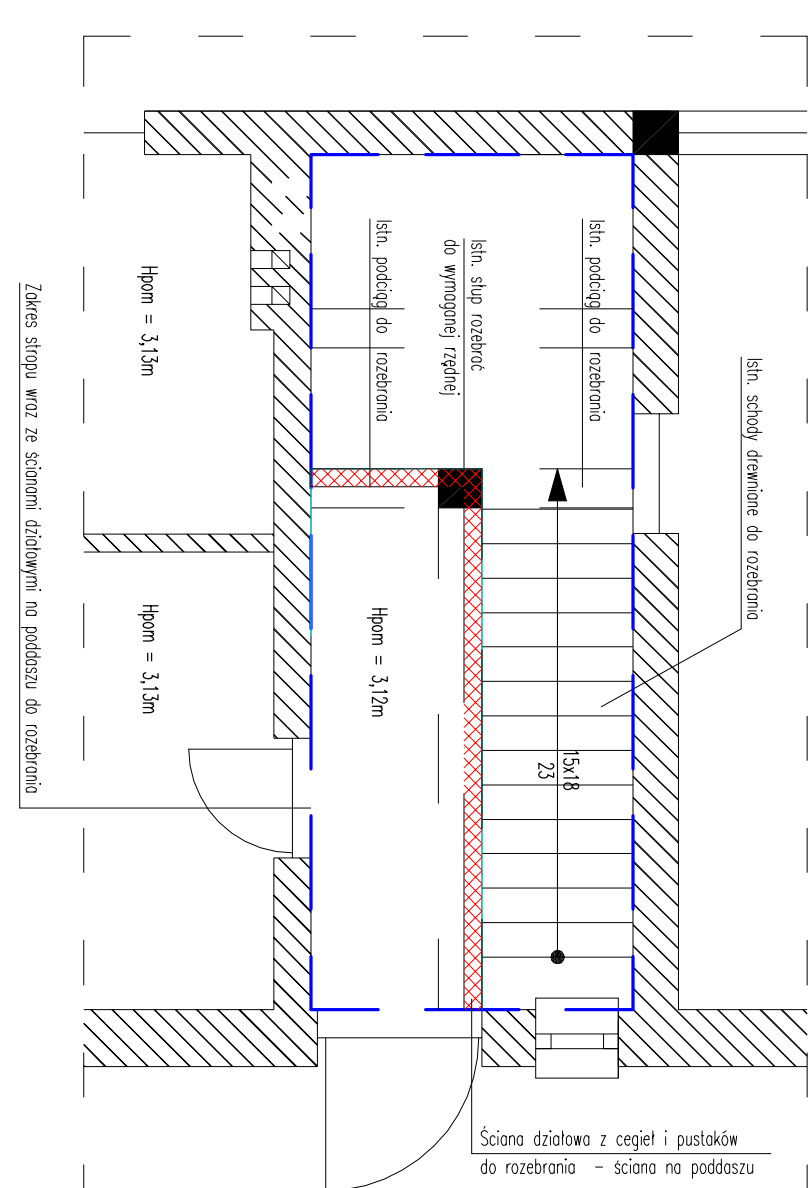 Istn. podciąg do rozebrania
Istn. słup rozebrać
do wymaganej rzędnej
Istn. podciąg do rozebrania
Istn. schody drewniane do rozebrania
Hpom = 3,13m
Zakres stropu wraz ze ścianami działowymi na poddaszu do rozebrania
Hpom = 3,13m
Hpom = 3,12m
15x18
23
Ściana działowa z cegieł i pustaków
do rozebrania - ściana na poddaszu